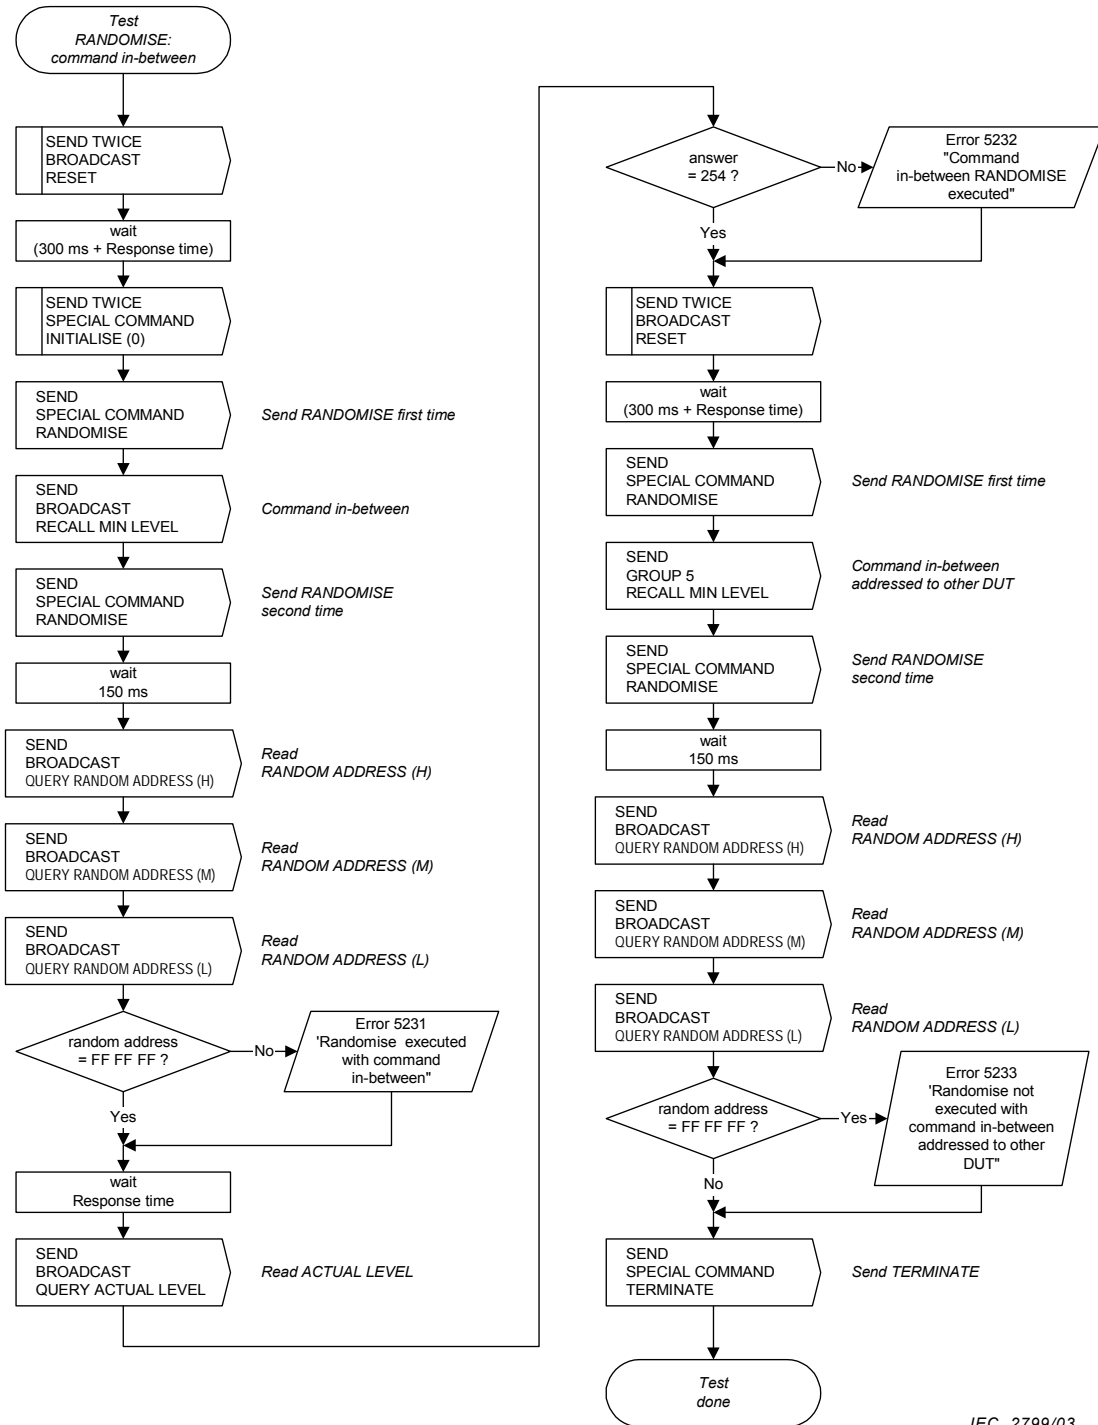 Test
RANDOMISE:
command in-between
SEND TWICE
BROADCAST
RESET
wait
(300 ms + Response time)
SEND TWICE
SPECIAL COMMAND
INITIALISE (0)
SEND
SPECIAL COMMAND
RANDOMISE
Send RANDOMISE first time
SEND
BROADCAST
RECALL MIN LEVEL
Command in-between
SEND
SPECIAL COMMAND
RANDOMISE
Send RANDOMISE
second time
wait
150 ms
SEND
BROADCAST
QUERY RANDOM ADDRESS (H)
Read
RANDOM ADDRESS (H)
SEND
BROADCAST
QUERY RANDOM ADDRESS (M)
Read
RANDOM ADDRESS (M)
SEND
BROADCAST
QUERY RANDOM ADDRESS (L)
Read
RANDOM ADDRESS (L)
random address
= FF FF FF ?
No
Error 5231
'Randomise executed
with command
in-between"
Yes
wait
Response time
SEND
BROADCAST
QUERY ACTUAL LEVEL
Read ACTUAL LEVEL
answer
= 254 ?
No
Error 5232
"Command
in-between RANDOMISE
executed"
Yes
SEND TWICE
BROADCAST
RESET
wait
(300 ms + Response time)
SEND
SPECIAL COMMAND
RANDOMISE
Send RANDOMISE first time
SEND
GROUP 5
RECALL MIN LEVEL
Command in-between
addressed to other DUT
SEND
SPECIAL COMMAND
RANDOMISE
Send RANDOMISE
second time
wait
150 ms
SEND
BROADCAST
QUERY RANDOM ADDRESS (H)
Read
RANDOM ADDRESS (H)
SEND
BROADCAST
QUERY RANDOM ADDRESS (M)
Read
RANDOM ADDRESS (M)
SEND
BROADCAST
QUERY RANDOM ADDRESS (L)
Read
RANDOM ADDRESS (L)
random address
= FF FF FF ?
Yes
Error 5233
'Randomise not
executed with
command in-between
addressed to other
DUT"
No
SEND
SPECIAL COMMAND
TERMINATE
Send TERMINATE
Test
done
IEC 2799/03